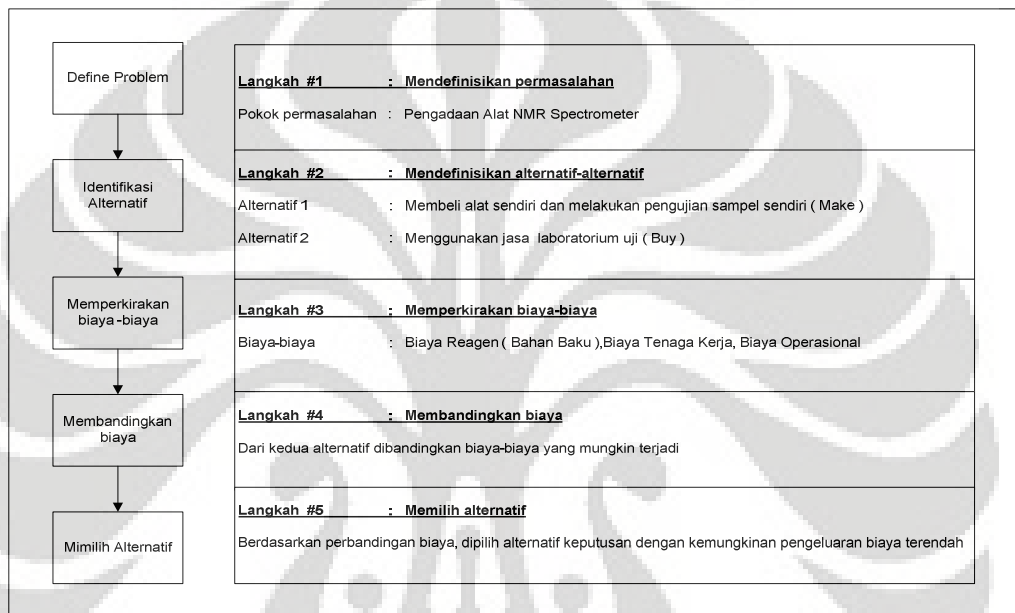 Define Problem
Langkah #1 : Mendefinisikan permasalahan
Pokok permasalahan : Pengadaan Alat NMR Spectrometer
Identifikasi
Alternatif
Langkah #2 : Mendefinisikan alternatif-alternatif
Alternatif 1 : Membeli alat sendiri dan melakukan pengujian sampel sendiri ( Make )
Alternatif 2 : Menggunakan jasa laboratorium uji ( Buy )
Memperkirakan
biaya -biaya
Langkah #3 : Memperkirakan biaya-biaya
Biaya-biaya : Biaya Reagen ( Bahan Baku ),Biaya Tenaga Kerja, Biaya Operasional
Membandingkan
biaya
Langkah #4 : Membandingkan biaya
Dari kedua alternatif dibandingkan biaya-biaya yang mungkin terjadi
Mimilih Alternatif
Langkah #5 : Memilih alternatif
Berdasarkan perbandingan biaya, dipilih alternatif keputusan dengan kemungkinan pengeluaran biaya terendah